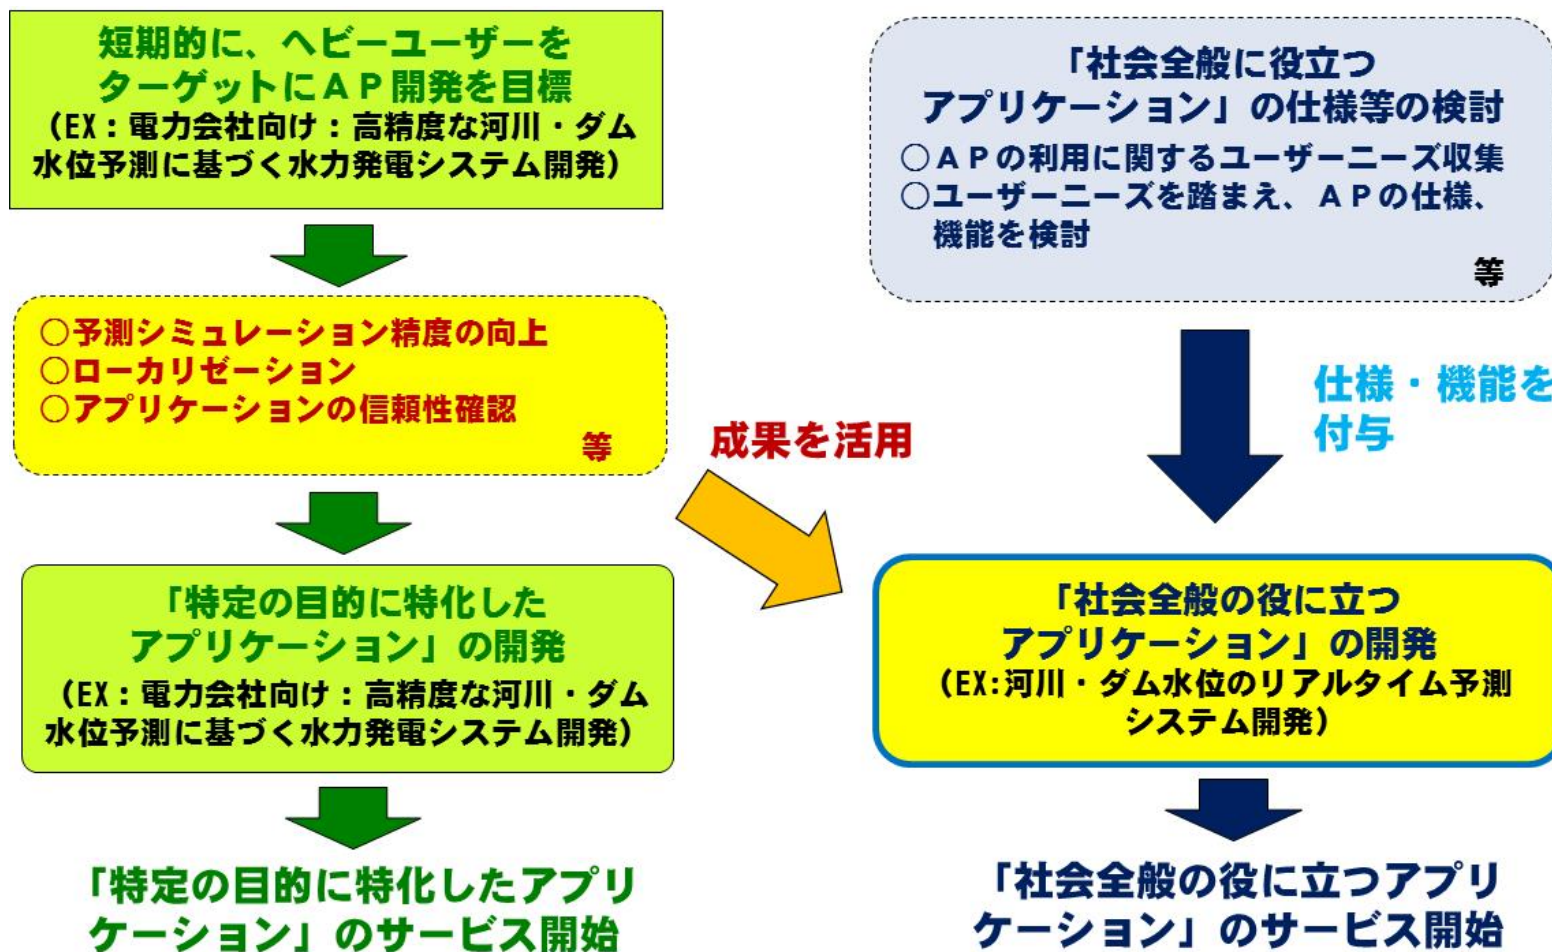 短期的に、ヘビーユーザーを
ターゲットにＡＰ開発を目標
（EX：電力会社向け：高精度な河川・ダム
水位予測に基づく水力発電システム開発）
○予測シミュレーション精度の向上
○ローカリゼーション
○アプリケーションの信頼性確認
等
「特定の目的に特化した
アプリケーション」の開発
（EX：電力会社向け：高精度な河川・ダム
水位予測に基づく水力発電システム開発）
「特定の目的に特化したアプリ
ケーション」のサービス開始
成果を活用
「社会全般に役立つ
アプリケーション」の仕様等の検討
○ＡＰの利用に関するユーザーニーズ収集
○ユーザーニーズを踏まえ、ＡＰの仕様、
機能を検討
等
仕様・機能を
付与
「社会全般の役に立つ
アプリケーション」の開発
（EX:河川・ダム水位のリアルタイム予測
システム開発）
「社会全般の役に立つアプリ
ケーション」のサービス開始